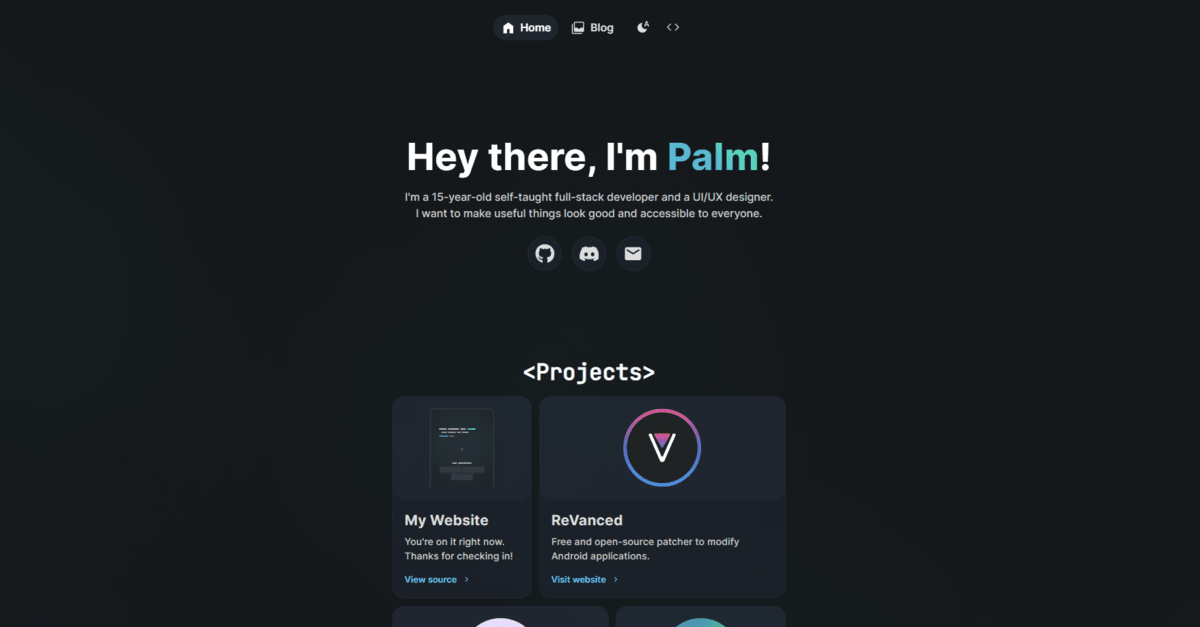 Home Blog
Hey there, I'm Palm!
I'm a 15-year-old self-taught full-stack developer and a UI/UX designer.
I want to make useful things look good and accessible to everyone.
<Projects>
My Website
You're on it right now.
Thanks for checking in!
View source
ReVanced
Free and open-source patcher to modify
Android applications.
Visit website